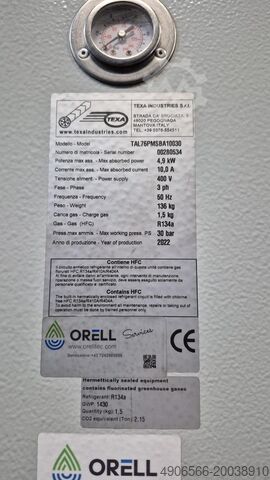 TEXA
www.texaindustries.com
TEXA INDUSTRIES S.r.l.
STRADA CA' BRUCIATA, 5
46020 PEGOGNAGA
MANTOVA ITALY
Modello - Model TAL76PMSBA10030
Numero di matricola - Serial number 00280534
Potenza max ass. - Max absorbed power 4,9 kW
Corrente max ass. - Max absorbed current 10,0 A
Tensione aliment. - Power supply 400 V
Fase - Phase 3 ph
Frequenza - Frequency 50 Hz
Peso - Weight 136 kg
Carica gas - Charge gas 1,5 kg
Gas - Gas (HFC) R134a
Press max ammis. - Max working press. PS 30 bar
Anno di produzione - Year of production 2022
Contiene HFC
Contains HFC
ORELL Services
www.orelltec.com
CE
Hermetically sealed equipment
contains fluorinated greenhouse gases
Refrigerant: R134a
GWP: 1430
Quantity (kg): 1,5
CO2 equivalent (Ton): 2.15
ORELL
4906566-20038910